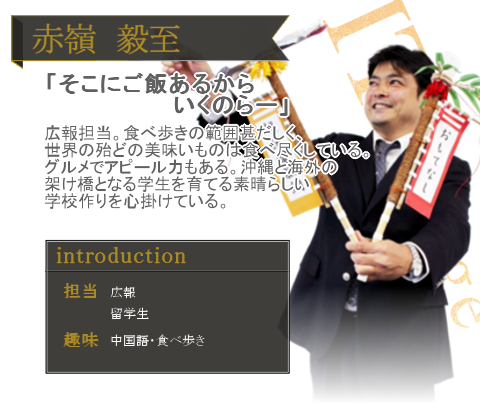 赤嶺 毅至
「そこにご飯あるから
いくのらー」
広報担当。食べ歩きの範囲甚だしく、
世界の殆どの美味いものは食べ尽くしている。
グルメでアピール力もある。沖縄と海外の
架け橋となる学生を育てる素晴らしい
学校作りを心掛けている。
おもてなし
introduction
担当 広報
留学生
趣味 中国語・食べ歩き